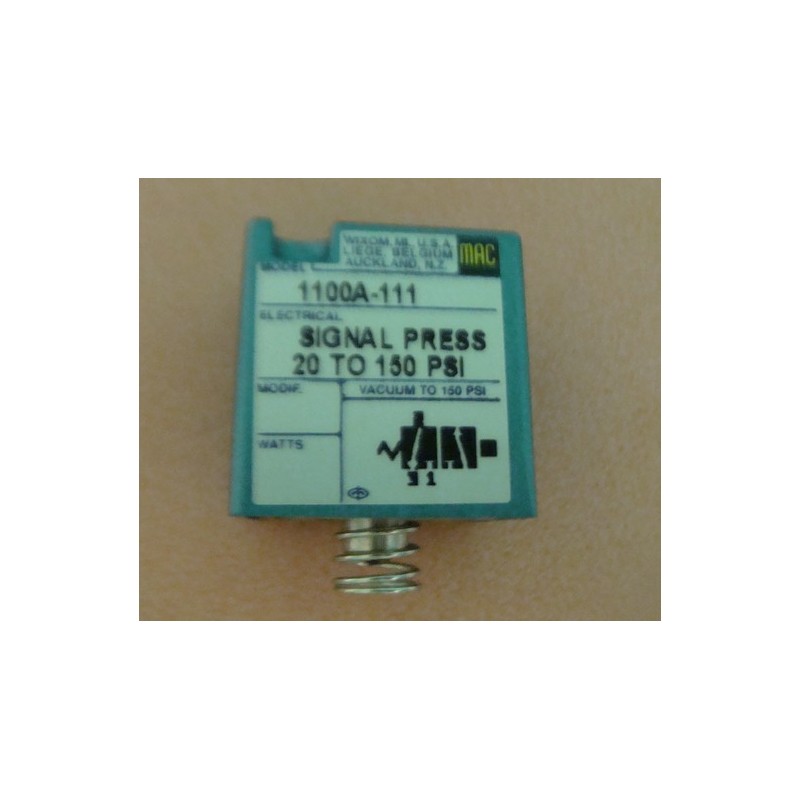 WIXOM, MI. U.S.A.
LIEGE, BELGIUM
AUCKLAND, N.Z.
MAC
MODEL
1100A-111
ELECTRICAL
SIGNAL PRESS
20 TO 150 PSI
MODIF.
VACUUM TO 150 PSI
WATTS
3 1